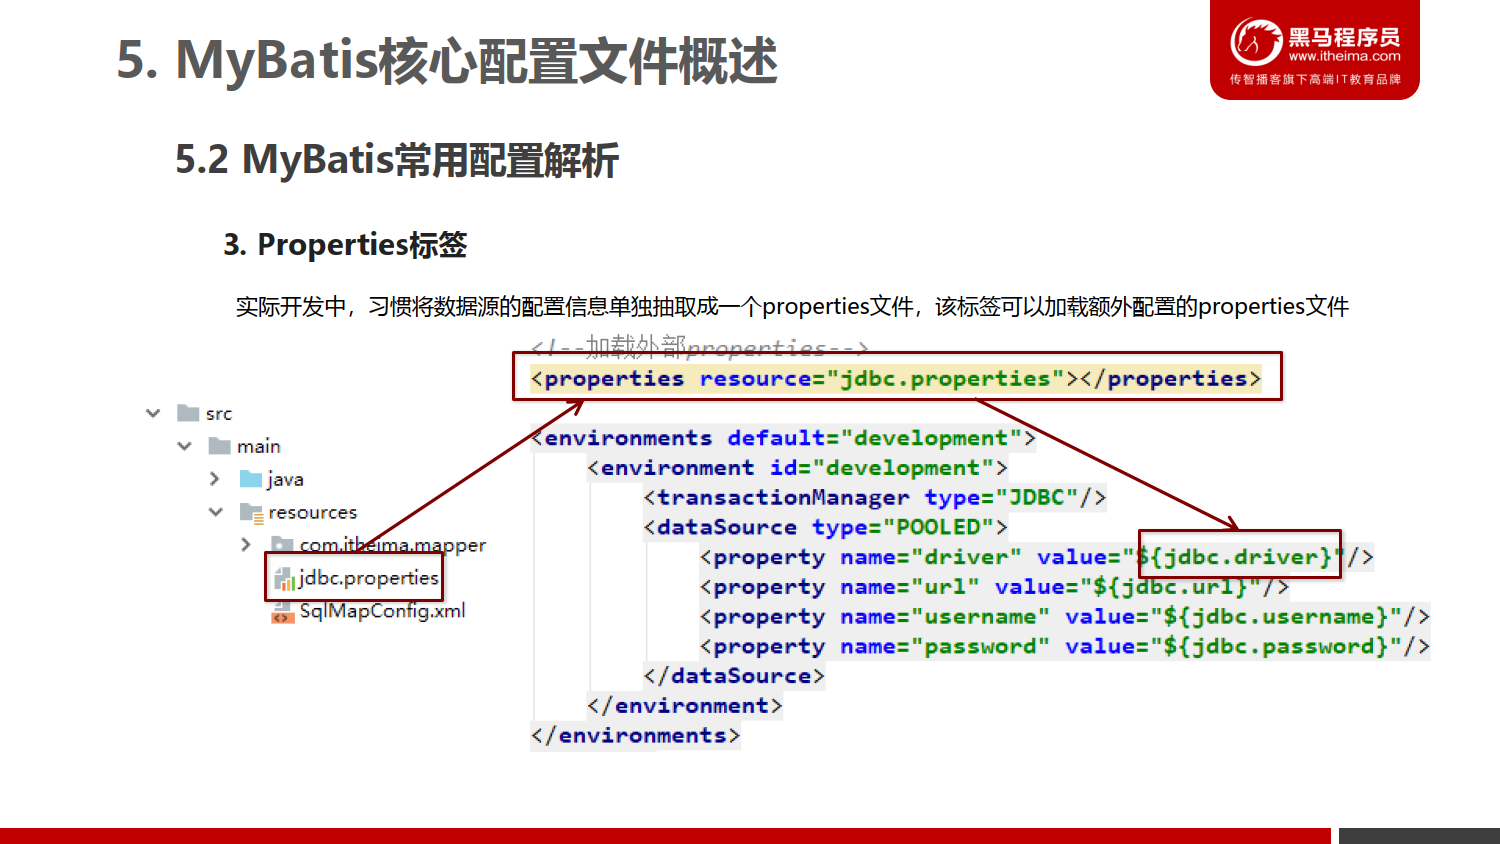 5. MyBatis核心配置文件概述
黑马程序员
www.itheima.com
传智播客旗下高端IT教育品牌
5.2 MyBatis常用配置解析
3. Properties标签
实际开发中，习惯将数据源的配置信息单独抽取成一个properties文件，该标签可以加载额外配置的properties文件
<!--加载外部properties-->
<properties resource="jdbc.properties"></properties>
src
main
java
resources
com.itheima.mapper
jdbc.properties
SqlMapConfig.xml
<environments default="development">
<environment id="development">
<transactionManager type="JDBC"/>
<dataSource type="POOLED">
<property name="driver" value="${jdbc.driver}"/>
<property name="url" value="${jdbc.url}"/>
<property name="username" value="${jdbc.username}"/>
<property name="password" value="${jdbc.password}"/>
</dataSource>
</environment>
</environments>